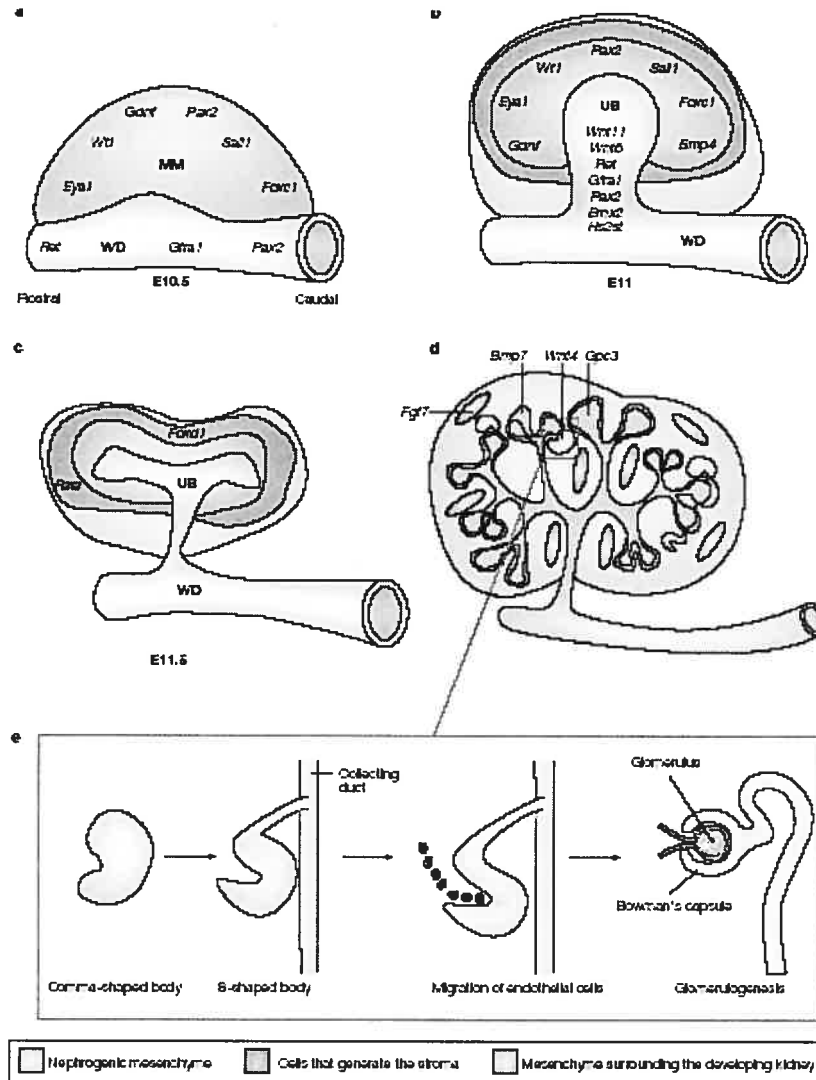 a
Gdnf Pax2
Wt1 Sall1
MM
Eya1 Foxc1
Ret WD Gfra1 Pax2
E10.5
Rostral Caudal
b
Pax2
Wt1 Sall1
Eya1 UB Foxc1
Gdnf Wnt11 Bmp4
Wnt6
Ret
Gfra1
Pax2
Emx2
Hs2st
WD
E11
c
Foxd1
UB
WD
E11.5
d
Bmp7 Wnt4 Gpc3
Fgf7
e
Collecting
duct
Glomerulus
Bowman's capsule
Comma-shaped body S-shaped body Migration of endothelial cells Glomerulogenesis
Nephrogenic mesenchyme Cells that generate the stroma Mesenchyme surrounding the developing kidney